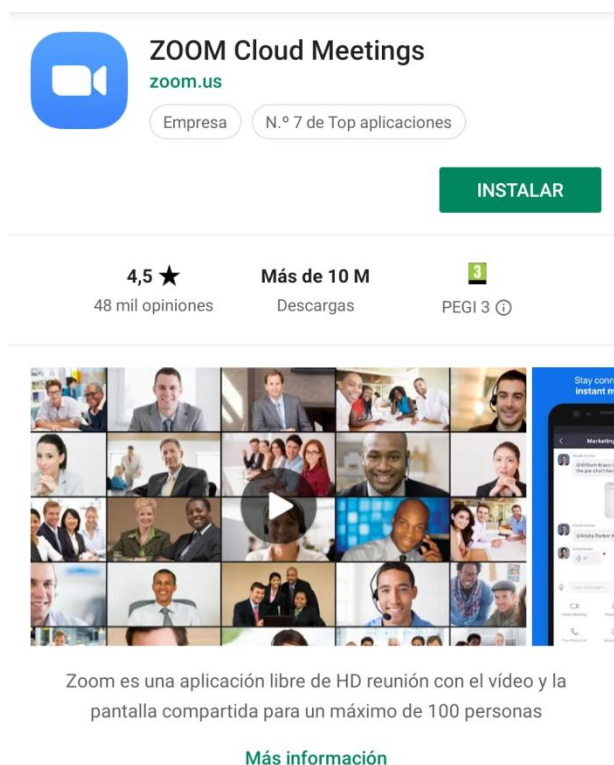 ZOOM Cloud Meetings
zoom.us
Empresa
N.º 7 de Top aplicaciones
INSTALAR
4,5 ★
Más de 10 M
3
48 mil opiniones
Descargas
PEGI 3
Stay conn
instant m
Marketing
Zoom es una aplicación libre de HD reunión con el vídeo y la
pantalla compartida para un máximo de 100 personas
Más información